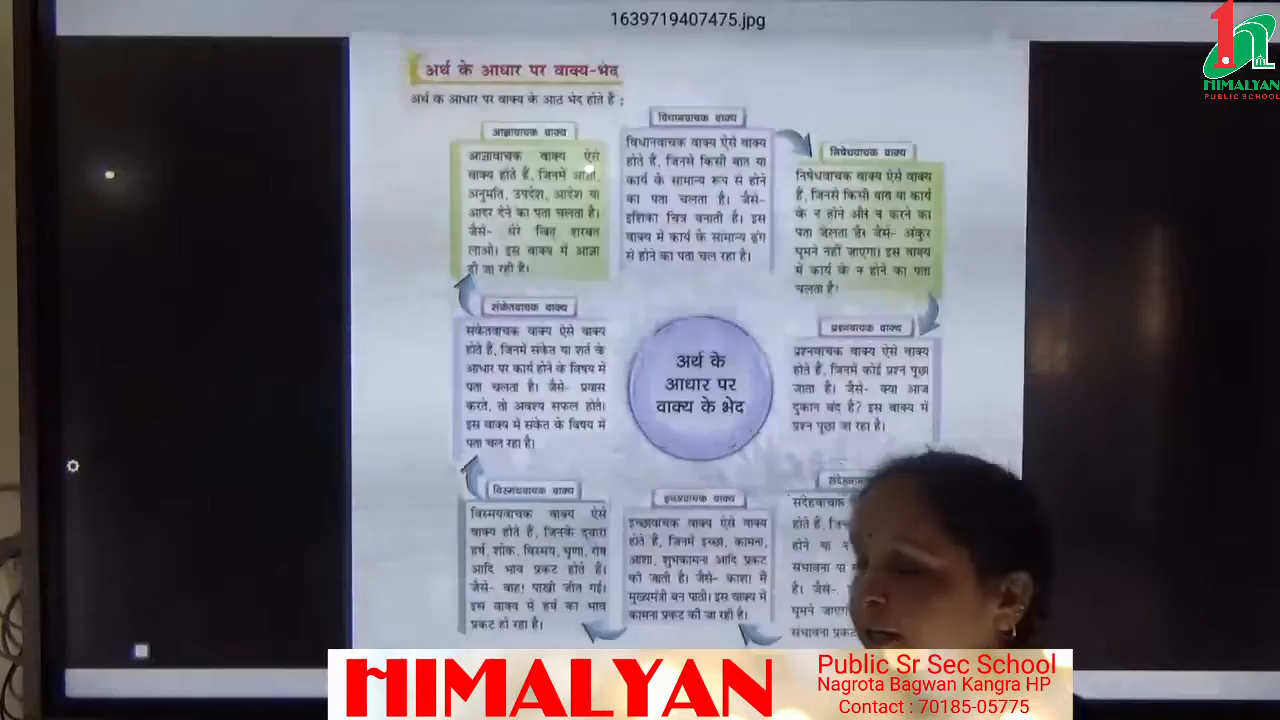 1639719407475.jpg
HIMALYAN
PUBLIC SCHOOL
अर्थ के आधार पर वाक्य-भेद
अर्थ के आधार पर वाक्य के आठ भेद होते हैं :
विधानवाचक वाक्य
विधानवाचक वाक्य ऐसे वाक्य
होते हैं, जिनसे किसी बात या
कार्य के सामान्य रूप से होने
का पता चलता है। जैसे-
इशिका चित्र बनाती है। इस
वाक्य में कार्य के सामान्य ढंग
से होने का पता चल रहा है।
निषेधवाचक वाक्य
निषेधवाचक वाक्य ऐसे वाक्य
हैं, जिनसे किसी बात या कार्य
के न होने और न करने का
पता चलता है। जैसे- अंकुर
घूमने नहीं जाएगा। इस वाक्य
में कार्य के न होने का पता
चलता है।
प्रश्नवाचक वाक्य
प्रश्नवाचक वाक्य ऐसे वाक्य
होते हैं, जिनमें कोई प्रश्न पूछा
जाता है। जैसे- क्या आज
दुकान बंद है? इस वाक्य में
प्रश्न पूछा जा रहा है।
संदेहवाचक
होते हैं,
होने या न
संभावना
है। जैसे-
घूमने
संभावना प्रकट
इच्छावाचक वाक्य
इच्छावाचक वाक्य ऐसे वाक्य
होते हैं, जिनमें इच्छा, कामना,
आशा, शुभकामना आदि प्रकट
की जाती है। जैसे- काश! मैं
मुख्यमंत्री बन पाती। इस वाक्य में
कामना प्रकट की जा रही है।
विस्मयवाचक वाक्य
विस्मयवाचक वाक्य ऐसे
वाक्य होते हैं, जिनके द्वारा
हर्ष, शोक, विस्मय, घृणा, रोष
आदि भाव प्रकट होते हैं।
जैसे- वाह! पाखी जीत गई।
इस वाक्य में हर्ष का भाव
प्रकट हो रहा है।
संकेतवाचक वाक्य
संकेतवाचक वाक्य ऐसे वाक्य
होते हैं, जिनमें संकेत या शर्त के
आधार पर कार्य होने के विषय में
पता चलता है। जैसे- प्रयास
करते, तो अवश्य सफल होते।
इस वाक्य में संकेत के विषय में
पता चल रहा है।
आज्ञावाचक वाक्य
आज्ञावाचक वाक्य ऐसे
वाक्य होते हैं, जिनमें आज्ञा,
अनुमति, उपदेश, आदेश या
आदर देने का पता चलता है।
जैसे- मेरे लिए शरबत
लाओ। इस वाक्य में आज्ञा
दी जा रही है।
अर्थ के
आधार पर
वाक्य के भेद
HIMALYAN
Public Sr Sec School
Nagrota Bagwan Kangra HP
Contact : 70185-05775